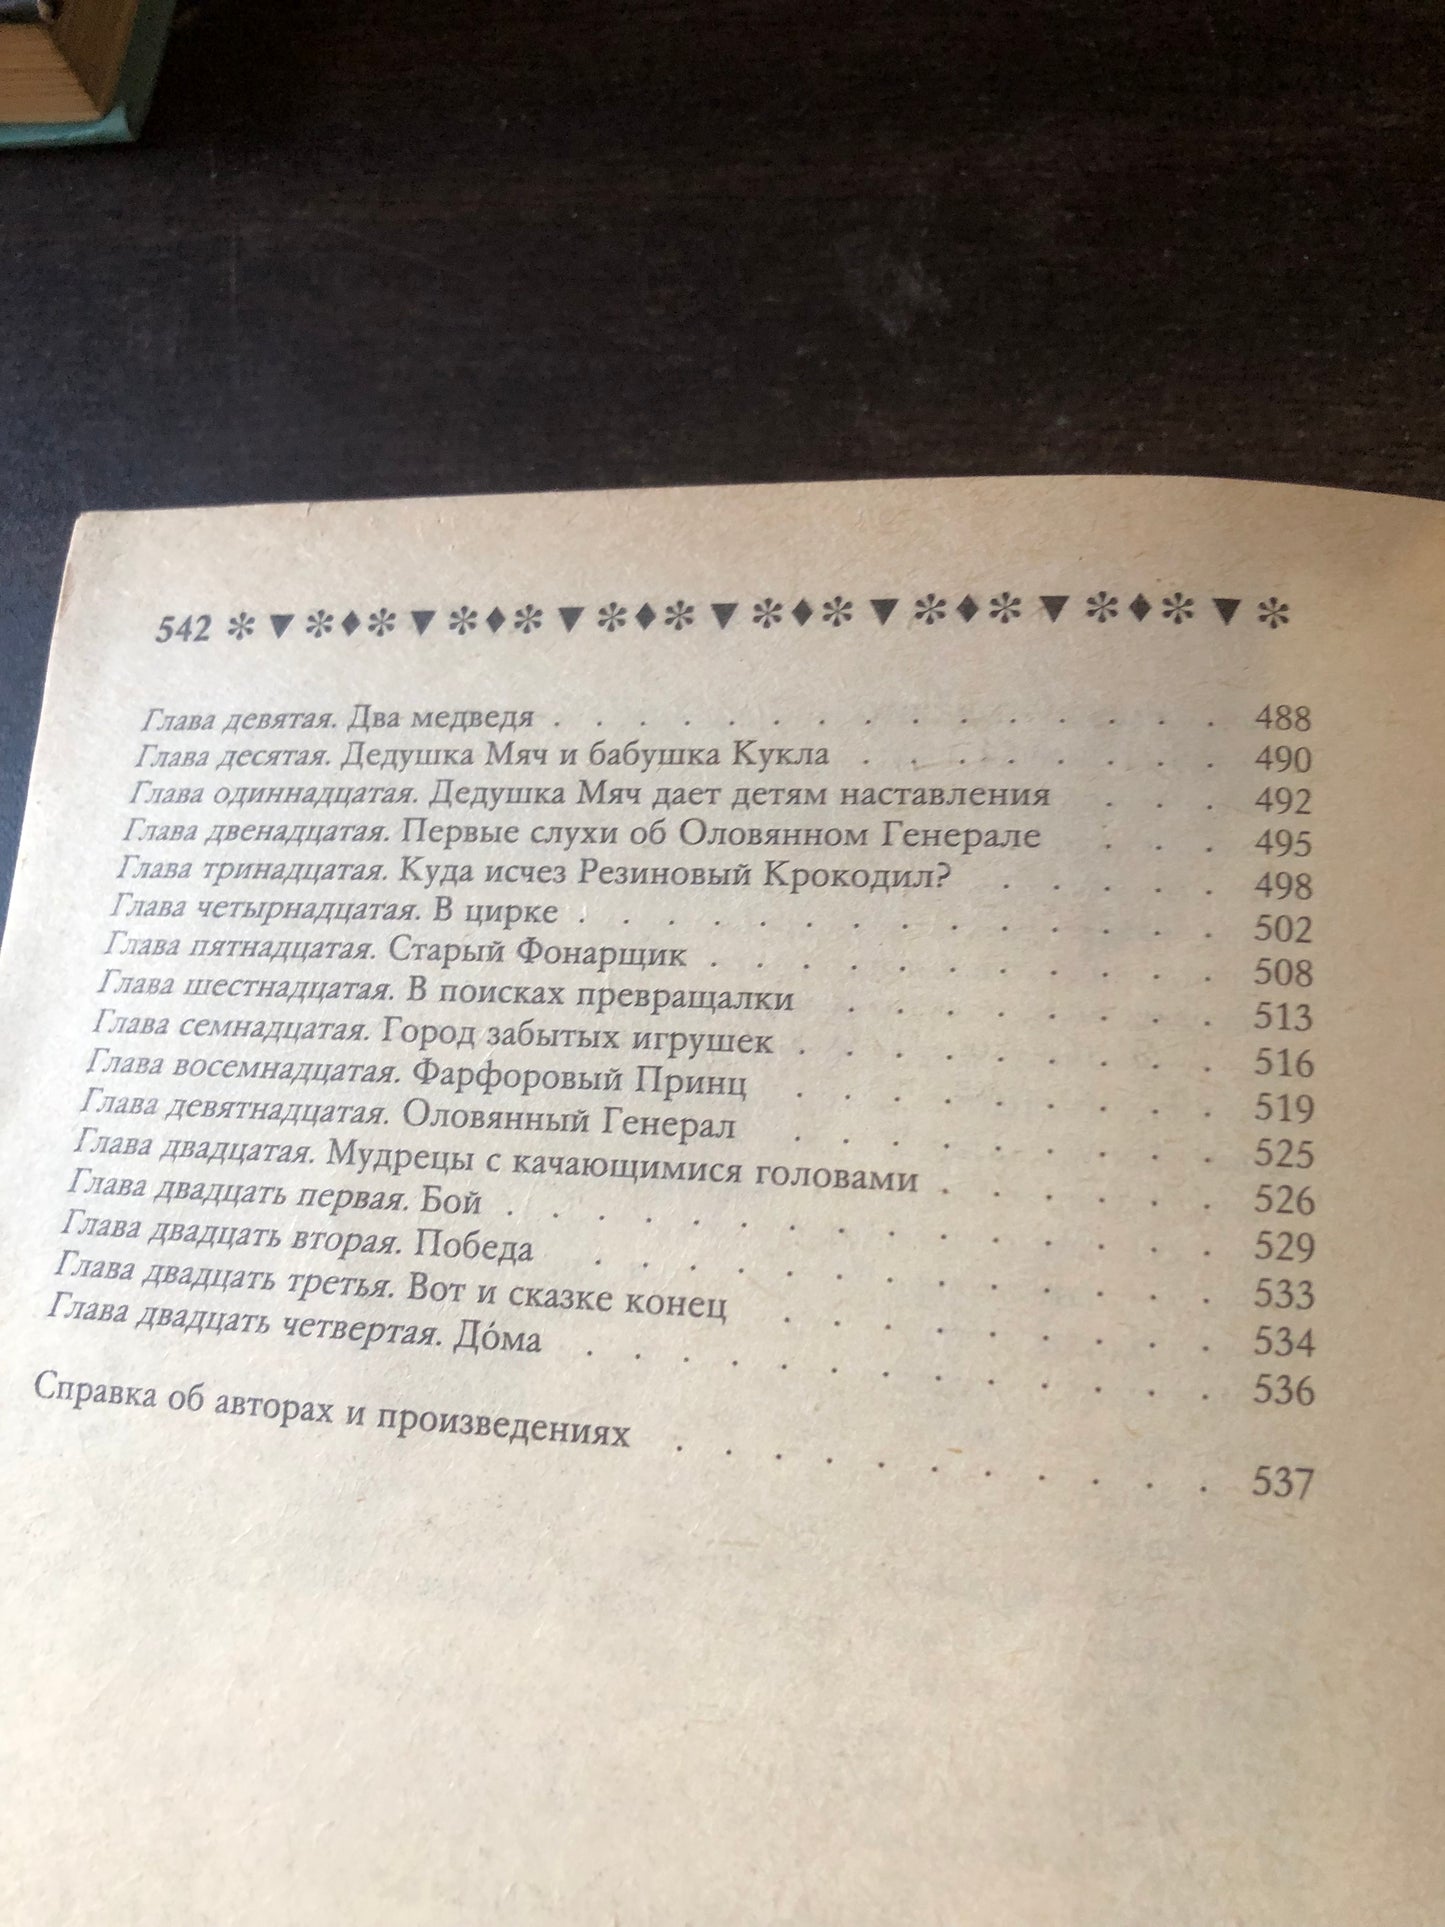 542
Глава девятая. Два медведя . . . . . . . . . . . . . . . 488
Глава десятая. Дедушка Мяч и бабушка Кукла . . . . . . . . 490
Глава одиннадцатая. Дедушка Мяч дает детям наставления . . . 492
Глава двенадцатая. Первые слухи об Оловянном Генерале . . . 495
Глава тринадцатая. Куда исчез Резиновый Крокодил? . . . . . 498
Глава четырнадцатая. В цирке . . . . . . . . . . . . . . 502
Глава пятнадцатая. Старый Фонарщик . . . . . . . . . . . 508
Глава шестнадцатая. В поисках превращалки . . . . . . . . 513
Глава семнадцатая. Город забытых игрушек . . . . . . . . . 516
Глава восемнадцатая. Фарфоровый Принц . . . . . . . . . 519
Глава девятнадцатая. Оловянный Генерал . . . . . . . . . 525
Глава двадцатая. Мудрецы с качающимися головами . . . . . . 526
Глава двадцать первая. Бой . . . . . . . . . . . . . . . 529
Глава двадцать вторая. Победа . . . . . . . . . . . . . 533
Глава двадцать третья. Вот и сказке конец . . . . . . . . . 534
Глава двадцать четвертая. До́ма . . . . . . . . . . . . . 536
Справка об авторах и произведениях . . . . . . . . . . . 537